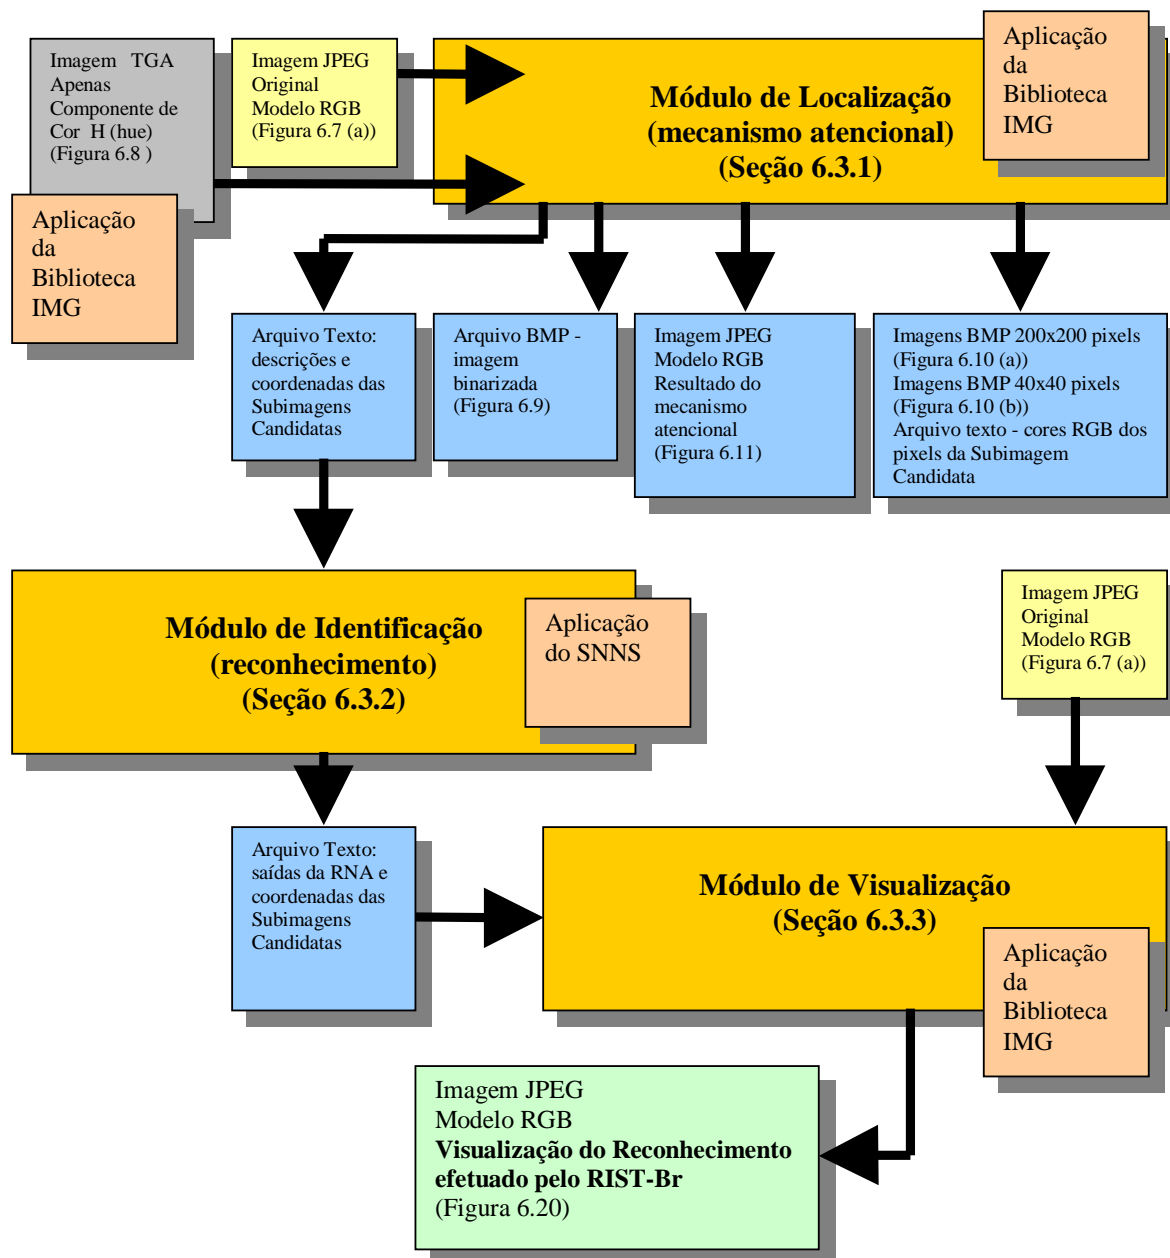 Imagem TGA
Apenas
Componente de
Cor H (hue)
(Figura 6.8 )
Imagem JPEG
Original
Modelo RGB
(Figura 6.7 (a))
Módulo de Localização
(mecanismo atencional)
(Seção 6.3.1)
Aplicação
da
Biblioteca
IMG
Aplicação
da
Biblioteca
IMG
Arquivo Texto:
descrições e
coordenadas das
Subimagens
Candidatas
Arquivo BMP -
imagem
binarizada
(Figura 6.9)
Imagem JPEG
Modelo RGB
Resultado do
mecanismo
atencional
(Figura 6.11)
Imagens BMP 200x200 pixels
(Figura 6.10 (a))
Imagens BMP 40x40 pixels
(Figura 6.10 (b))
Arquivo texto - cores RGB dos
pixels da Subimagem
Candidata
Módulo de Identificação
(reconhecimento)
(Seção 6.3.2)
Aplicação
do SNNS
Imagem JPEG
Original
Modelo RGB
(Figura 6.7 (a))
Arquivo Texto:
saídas da RNA e
coordenadas das
Subimagens
Candidatas
Módulo de Visualização
(Seção 6.3.3)
Aplicação
da
Biblioteca
IMG
Imagem JPEG
Modelo RGB
Visualização do Reconhecimento
efetuado pelo RIST-Br
(Figura 6.20)